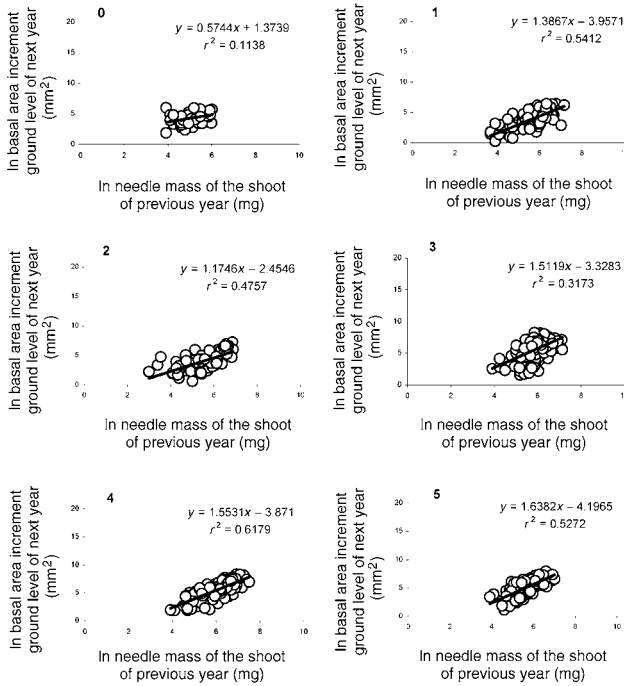 0
y = 0.5744x + 1.3739
r² = 0.1138
ln basal area increment
ground level of next year
(mm²)
20
15
10
5
0
0 2 4 6 8 10
ln needle mass of the shoot
of previous year (mg)
1
y = 1.3867x – 3.9571
r² = 0.5412
ln basal area increment
ground level of next year
(mm²)
20
15
10
5
0
0 2 4 6 8
ln needle mass of the shoot
of previous year (mg)
2
y = 1.1746x – 2.4546
r² = 0.4757
ln basal area increment
ground level of next year
(mm²)
20
15
10
5
0
0 2 4 6 8 10
ln needle mass of the shoot
of previous year (mg)
3
y = 1.5119x – 3.3283
r² = 0.3173
ln basal area increment
ground level of next year
(mm²)
20
15
10
5
0
0 2 4 6 8
ln needle mass of the shoot
of previous year (mg)
4
y = 1.5531x – 3.871
r² = 0.6179
ln basal area increment
ground level of next year
(mm²)
20
15
10
5
0
0 2 4 6 8 10
ln needle mass of the shoot
of previous year (mg)
5
y = 1.6382x – 4.1965
r² = 0.5272
ln basal area increment
ground level of next year
(mm²)
20
15
10
5
0
0 2 4 6 8
ln needle mass of the shoot
of previous year (mg)